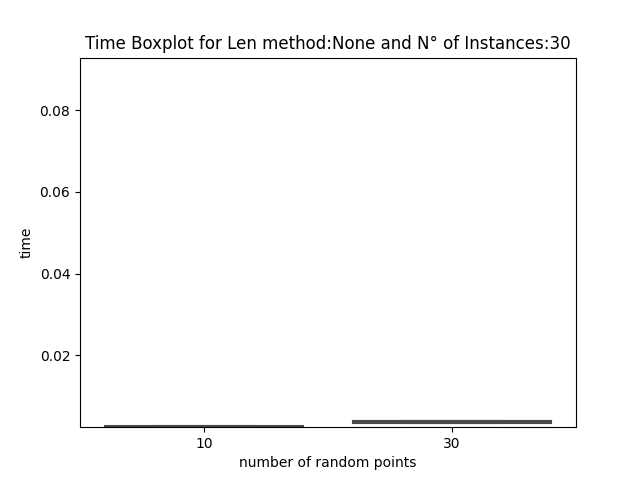 Time Boxplot for Len method:None and N° of Instances:30
0.08
0.06
0.04
0.02
time
10 30
number of random points